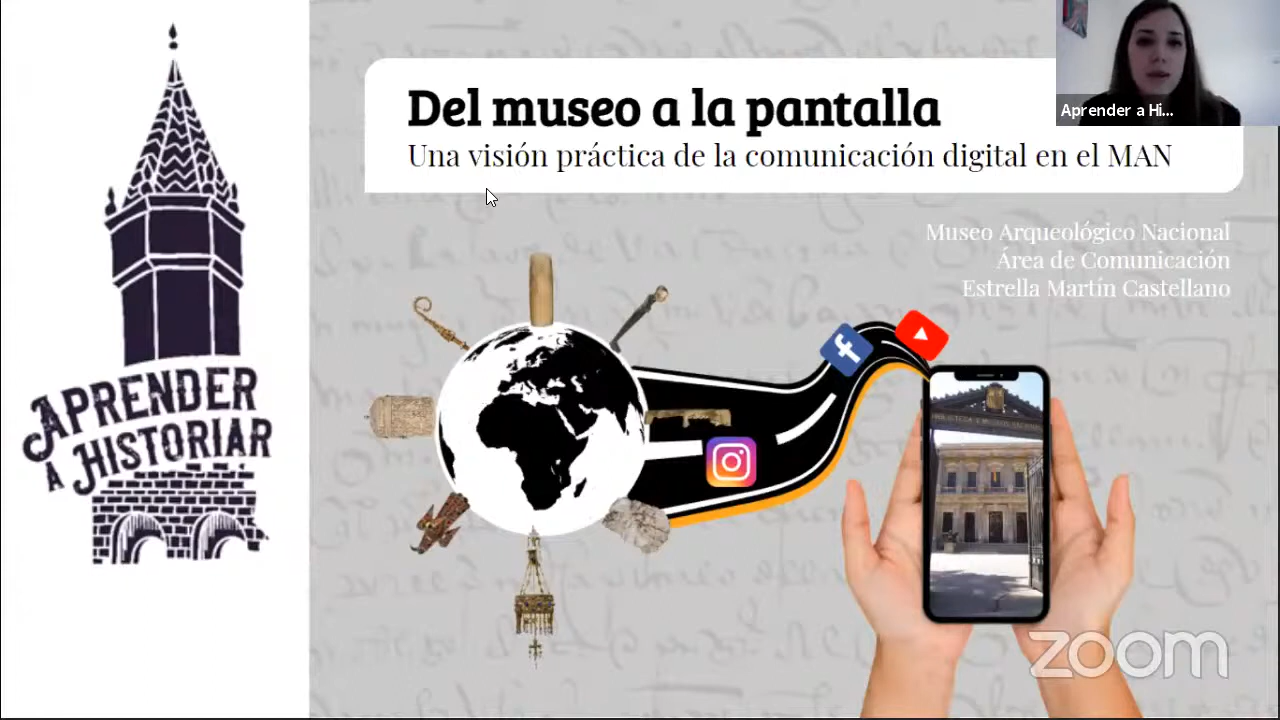 APRENDER
A HISTORIAR
Del museo a la pantalla
Una visión práctica de la comunicación digital en el MAN
Aprender a Hi...
Museo Arqueológico Nacional
Área de Comunicación
Estrella Martín Castellano
zoom